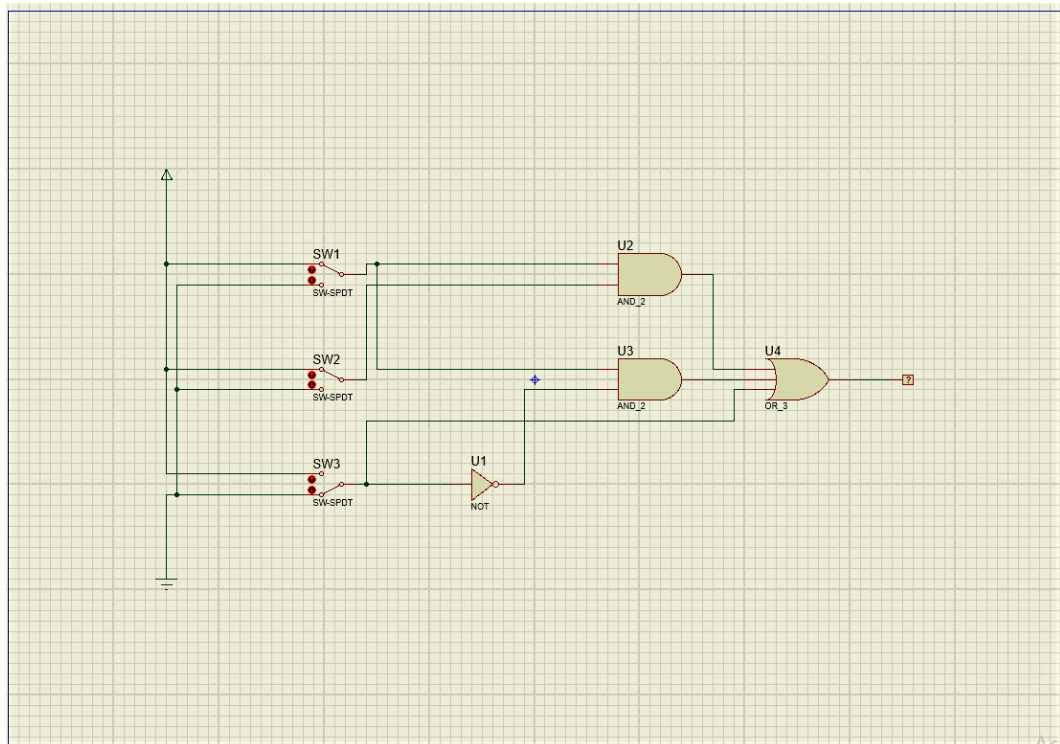 SW1
SW-SPDT
SW2
SW-SPDT
SW3
SW-SPDT
U1
NOT
U2
AND_2
U3
AND_2
U4
OR_3
?